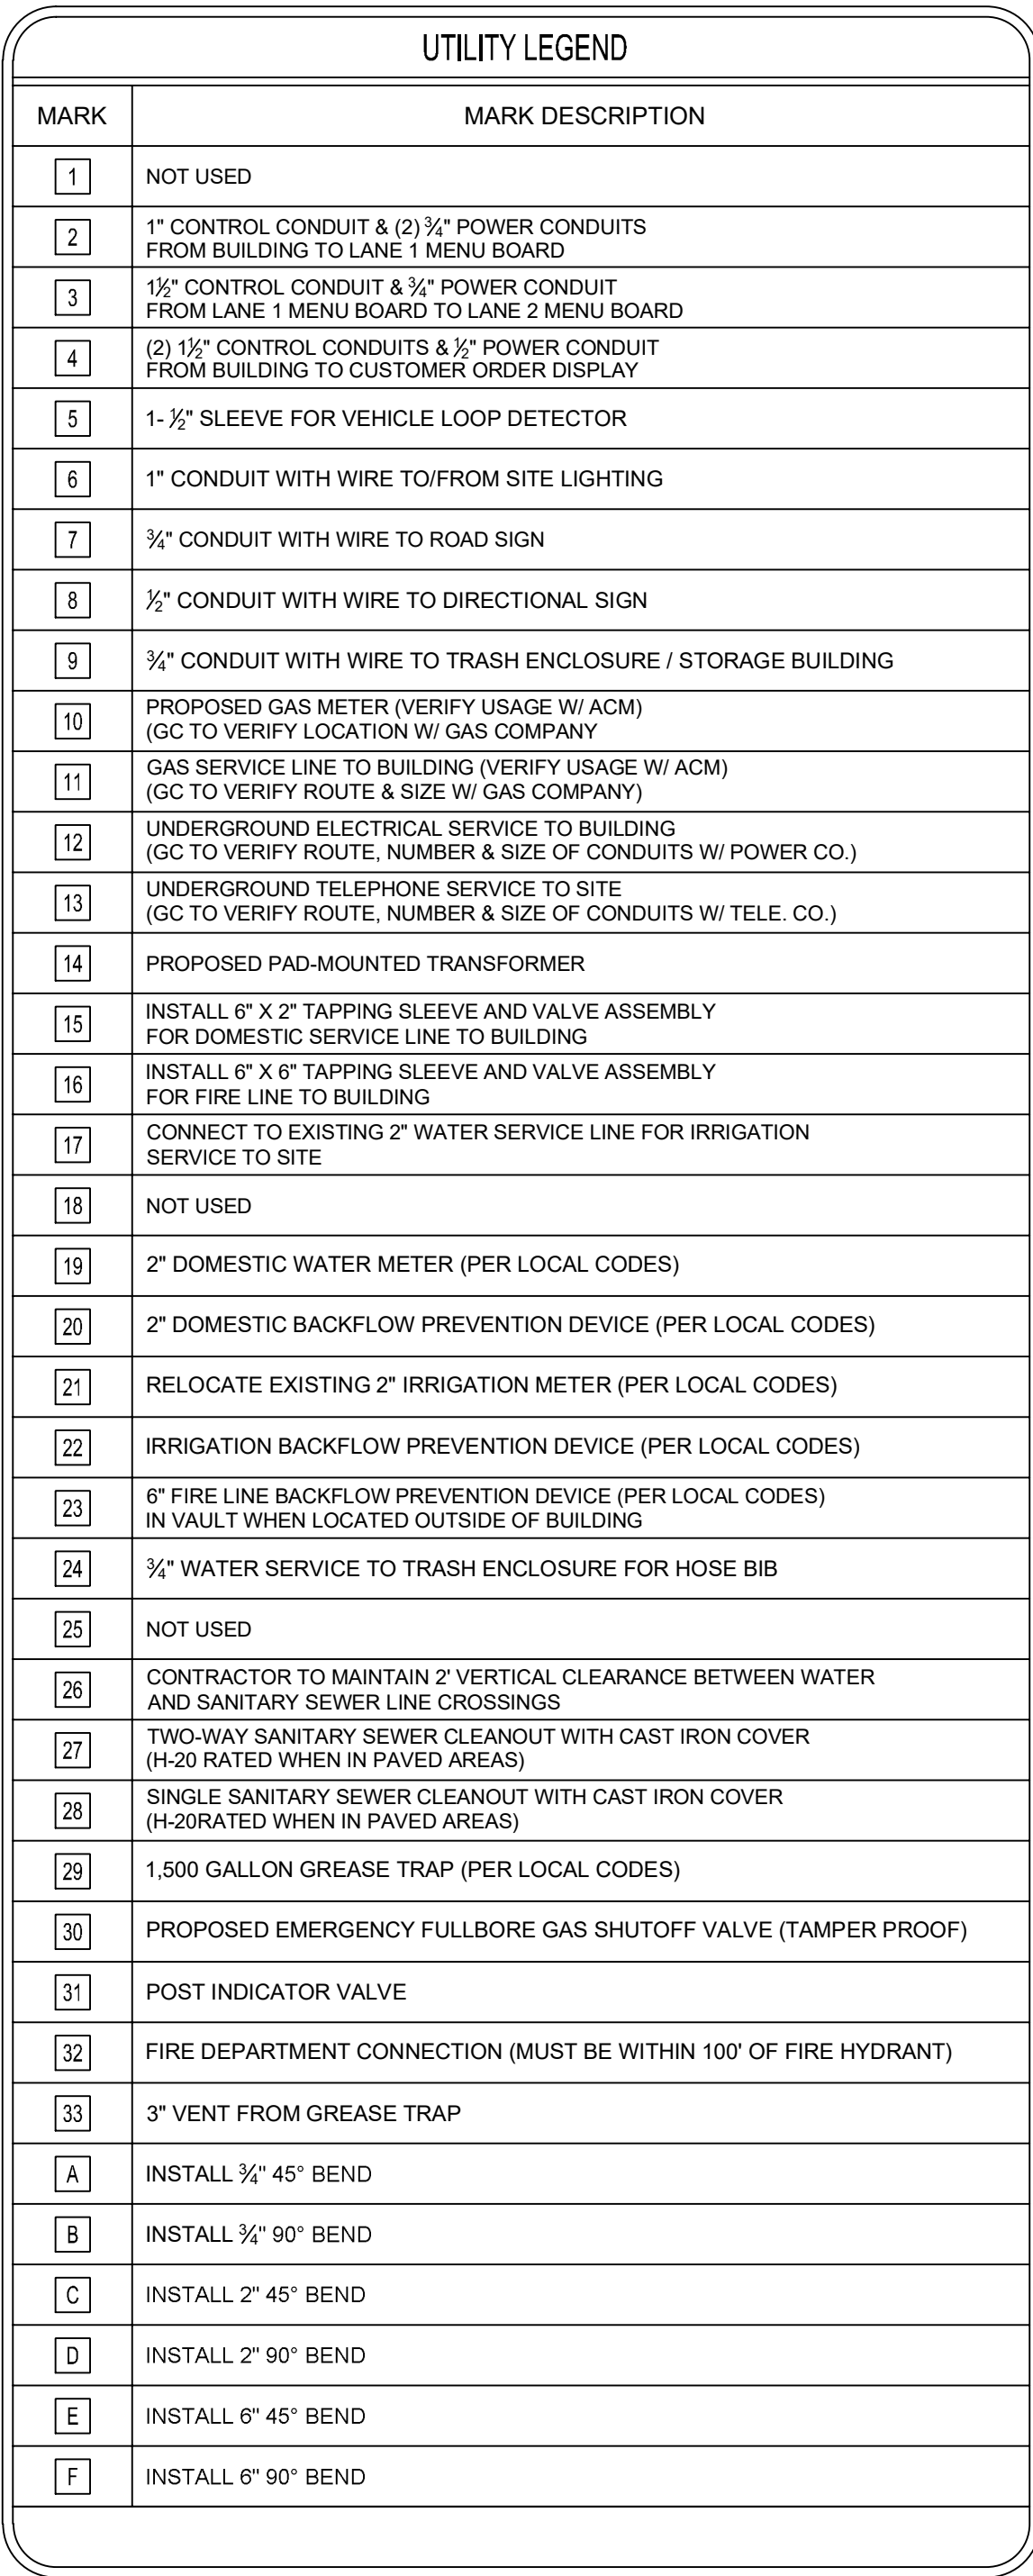 UTILITY LEGEND
MARK MARK DESCRIPTION
1 NOT USED
2 1" CONTROL CONDUIT & (2) ¾" POWER CONDUITS
FROM BUILDING TO LANE 1 MENU BOARD
3 1½" CONTROL CONDUIT & ¾" POWER CONDUIT
FROM LANE 1 MENU BOARD TO LANE 2 MENU BOARD
4 (2) 1½" CONTROL CONDUITS & ½" POWER CONDUIT
FROM BUILDING TO CUSTOMER ORDER DISPLAY
5 1- ½" SLEEVE FOR VEHICLE LOOP DETECTOR
6 1" CONDUIT WITH WIRE TO/FROM SITE LIGHTING
7 ¾" CONDUIT WITH WIRE TO ROAD SIGN
8 ½" CONDUIT WITH WIRE TO DIRECTIONAL SIGN
9 ¾" CONDUIT WITH WIRE TO TRASH ENCLOSURE / STORAGE BUILDING
10 PROPOSED GAS METER (VERIFY USAGE W/ ACM)
(GC TO VERIFY LOCATION W/ GAS COMPANY
11 GAS SERVICE LINE TO BUILDING (VERIFY USAGE W/ ACM)
(GC TO VERIFY ROUTE & SIZE W/ GAS COMPANY)
12 UNDERGROUND ELECTRICAL SERVICE TO BUILDING
(GC TO VERIFY ROUTE, NUMBER & SIZE OF CONDUITS W/ POWER CO.)
13 UNDERGROUND TELEPHONE SERVICE TO SITE
(GC TO VERIFY ROUTE, NUMBER & SIZE OF CONDUITS W/ TELE. CO.)
14 PROPOSED PAD-MOUNTED TRANSFORMER
15 INSTALL 6" X 2" TAPPING SLEEVE AND VALVE ASSEMBLY
FOR DOMESTIC SERVICE LINE TO BUILDING
16 INSTALL 6" X 6" TAPPING SLEEVE AND VALVE ASSEMBLY
FOR FIRE LINE TO BUILDING
17 CONNECT TO EXISTING 2" WATER SERVICE LINE FOR IRRIGATION
SERVICE TO SITE
18 NOT USED
19 2" DOMESTIC WATER METER (PER LOCAL CODES)
20 2" DOMESTIC BACKFLOW PREVENTION DEVICE (PER LOCAL CODES)
21 RELOCATE EXISTING 2" IRRIGATION METER (PER LOCAL CODES)
22 IRRIGATION BACKFLOW PREVENTION DEVICE (PER LOCAL CODES)
23 6" FIRE LINE BACKFLOW PREVENTION DEVICE (PER LOCAL CODES)
IN VAULT WHEN LOCATED OUTSIDE OF BUILDING
24 ¾" WATER SERVICE TO TRASH ENCLOSURE FOR HOSE BIB
25 NOT USED
26 CONTRACTOR TO MAINTAIN 2' VERTICAL CLEARANCE BETWEEN WATER
AND SANITARY SEWER LINE CROSSINGS
27 TWO-WAY SANITARY SEWER CLEANOUT WITH CAST IRON COVER
(H-20 RATED WHEN IN PAVED AREAS)
28 SINGLE SANITARY SEWER CLEANOUT WITH CAST IRON COVER
(H-20RATED WHEN IN PAVED AREAS)
29 1,500 GALLON GREASE TRAP (PER LOCAL CODES)
30 PROPOSED EMERGENCY FULLBORE GAS SHUTOFF VALVE (TAMPER PROOF)
31 POST INDICATOR VALVE
32 FIRE DEPARTMENT CONNECTION (MUST BE WITHIN 100' OF FIRE HYDRANT)
33 3" VENT FROM GREASE TRAP
A INSTALL ¾" 45° BEND
B INSTALL ¾" 90° BEND
C INSTALL 2" 45° BEND
D INSTALL 2" 90° BEND
E INSTALL 6" 45° BEND
F INSTALL 6" 90° BEND